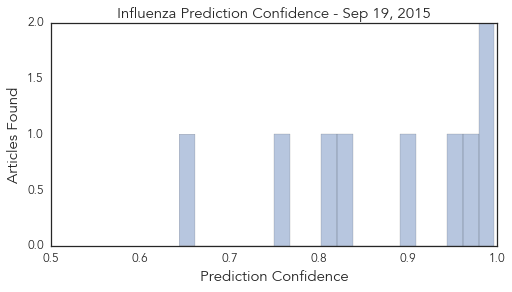 Influenza Prediction Confidence - Sep 19, 2015
2.0
1.5
1.0
0.5
0.0
Articles Found
0.5 0.6 0.7 0.8 0.9 1.0
Prediction Confidence